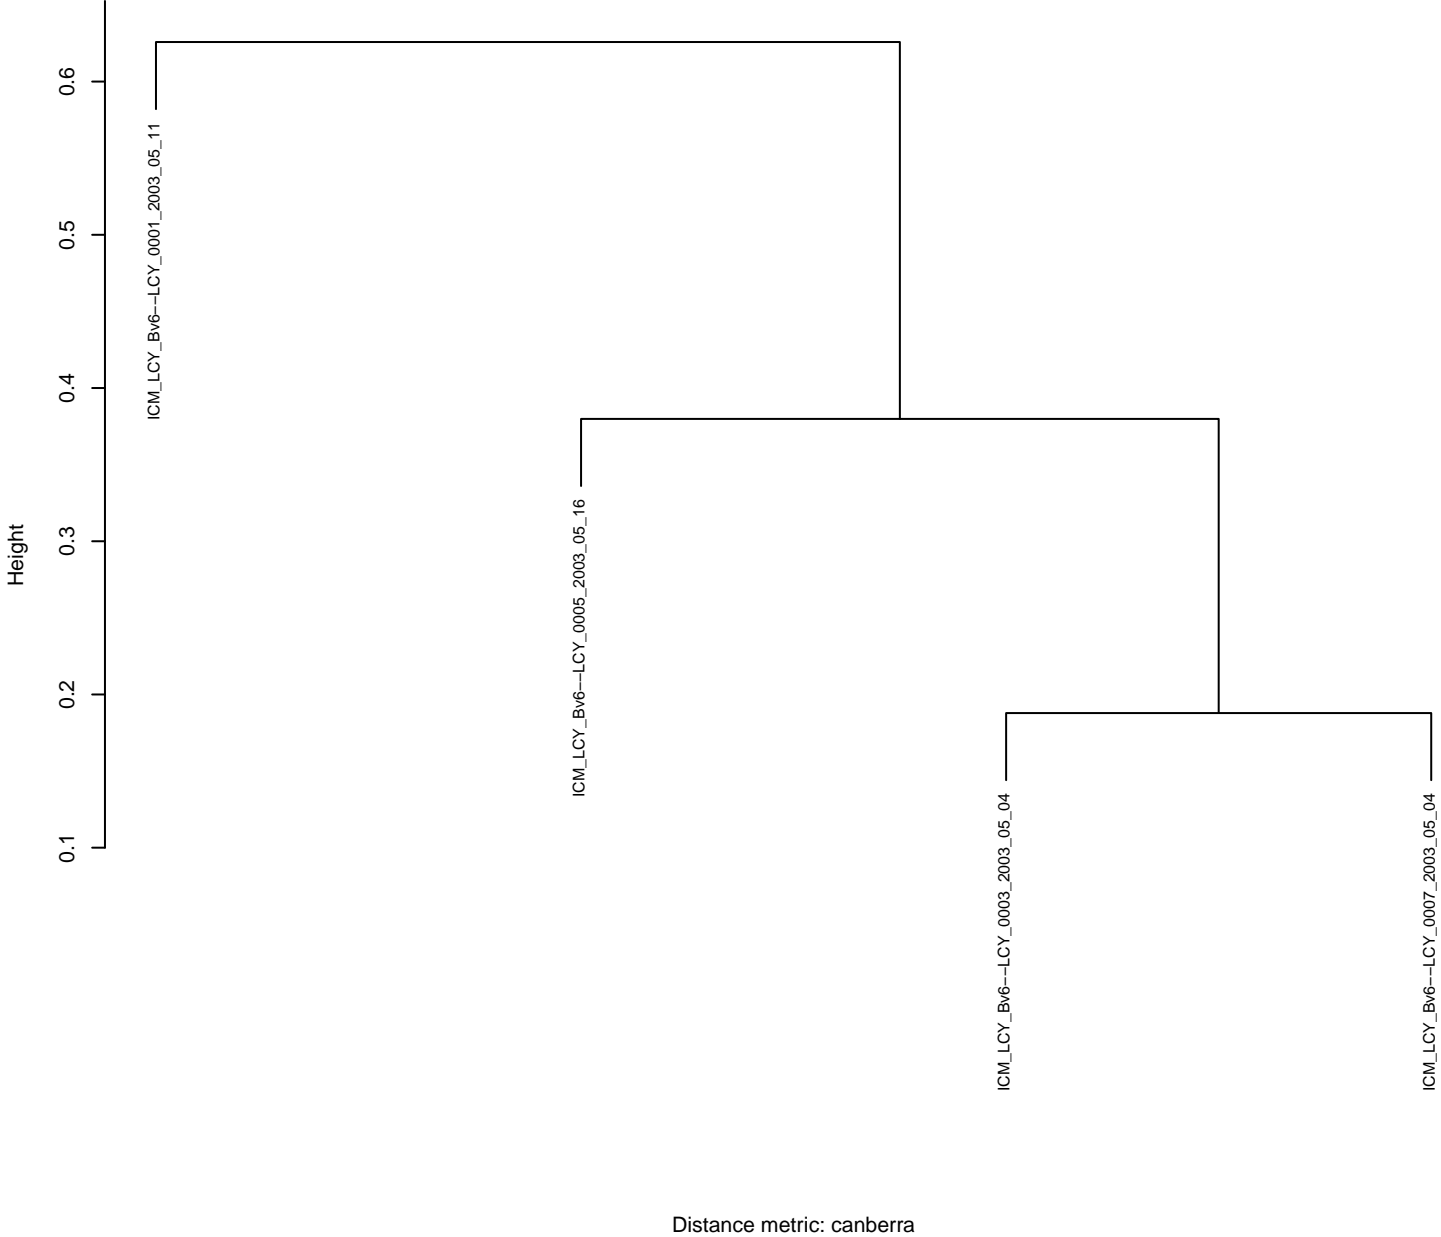 Height
0.6
0.5
0.4
0.3
0.2
0.1
ICM_LCY_Bv6−−LCY_0001_2003_05_11
ICM_LCY_Bv6−−LCY_0005_2003_05_16
ICM_LCY_Bv6−−LCY_0003_2003_05_04
ICM_LCY_Bv6−−LCY_0007_2003_05_04
Distance metric: canberra